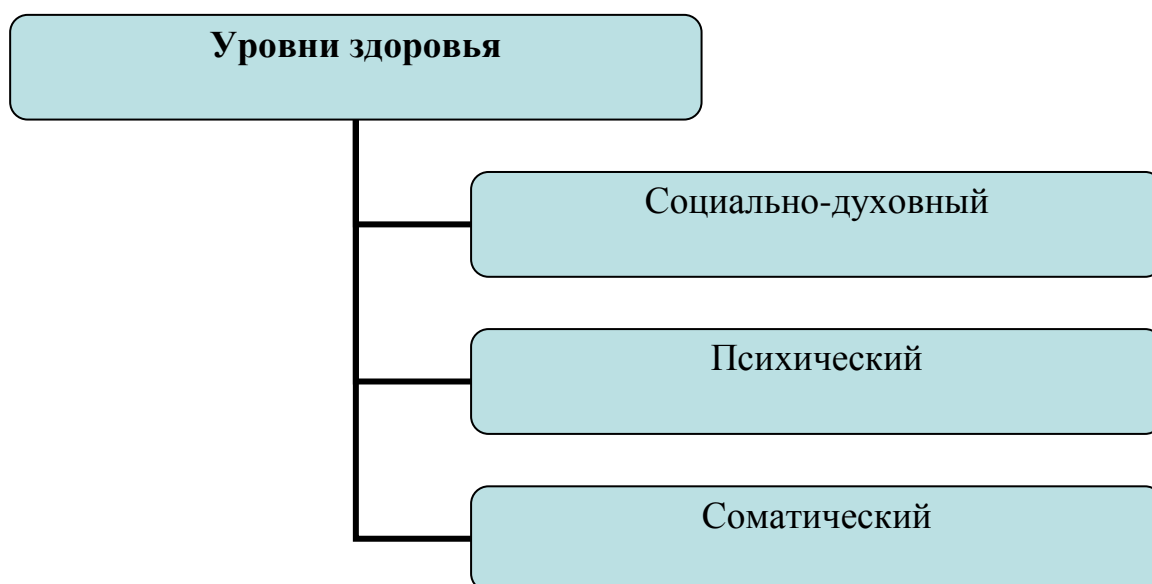 Уровни здоровья
Социально-духовный
Психический
Соматический